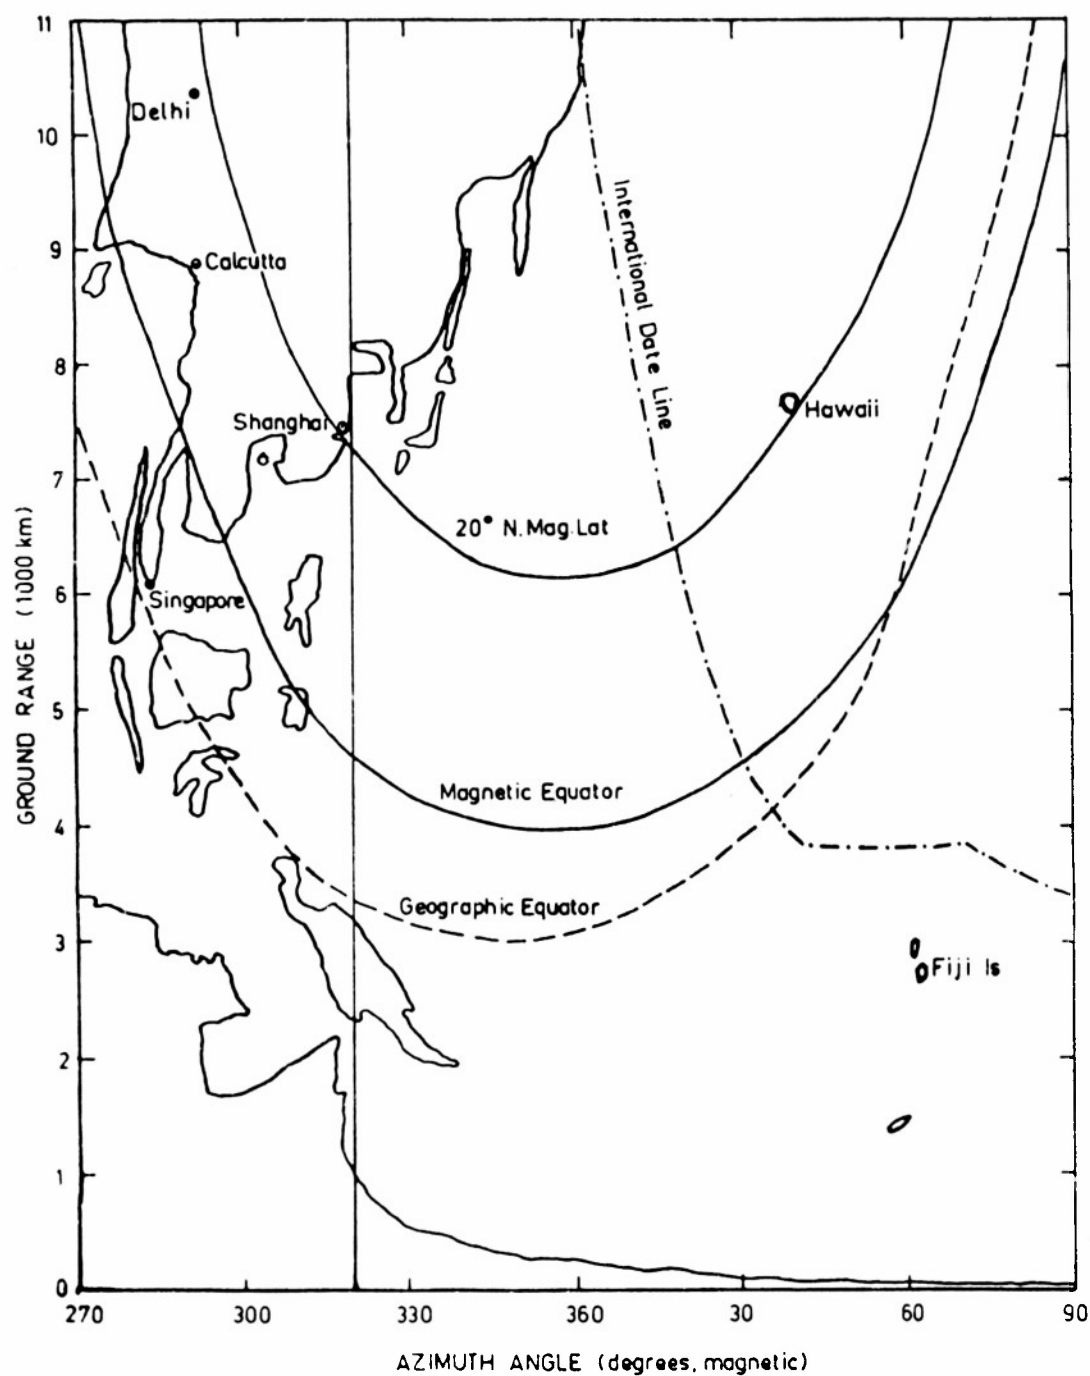 11
10
9
8
7
6
5
4
3
2
1
0
GROUND RANGE (1000 km)
Delhi
Calcutta
Shanghai
Singapore
International Date Line
Hawaii
20° N. Mag. Lat
Magnetic Equator
Geographic Equator
Fiji Is
270 300 330 360 30 60 90
AZIMUTH ANGLE (degrees, magnetic)